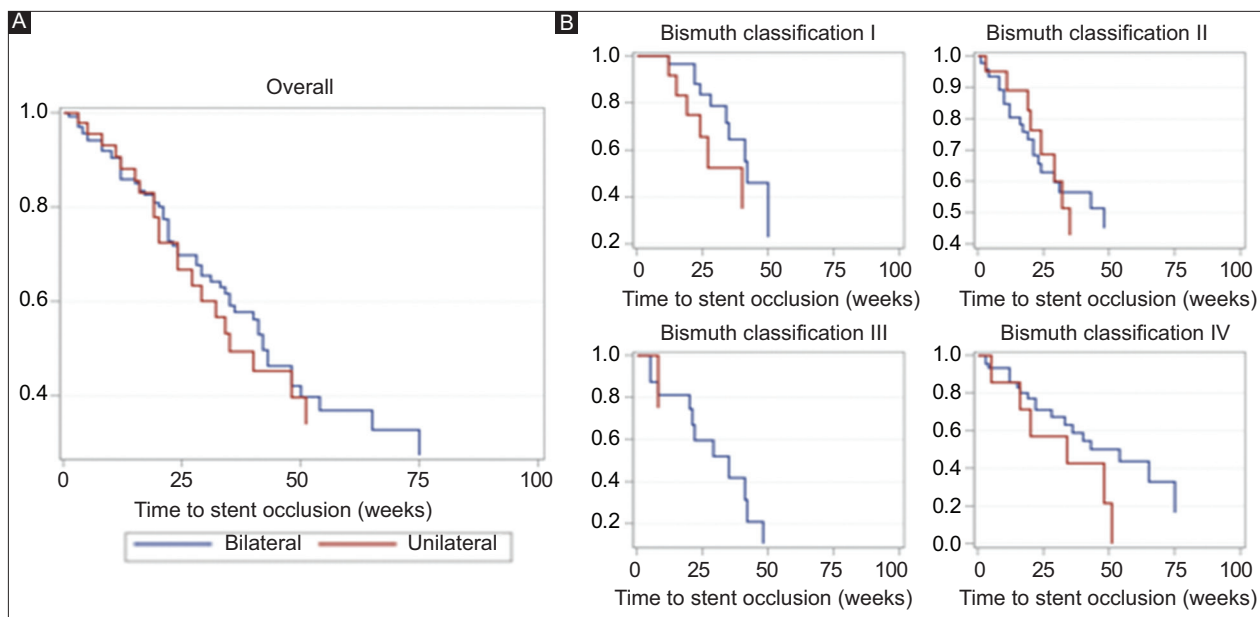 A
Overall
1.0
0.8
0.6
0.4
0 25 50 75 100
Time to stent occlusion (weeks)
Bilateral Unilateral
B
Bismuth classification I
1.0
0.8
0.6
0.4
0.2
0 25 50 75 100
Time to stent occlusion (weeks)
Bismuth classification II
1.0
0.9
0.8
0.7
0.6
0.5
0.4
0 25 50 75 100
Time to stent occlusion (weeks)
Bismuth classification III
1.0
0.8
0.6
0.4
0.2
0 25 50 75 100
Time to stent occlusion (weeks)
Bismuth classification IV
1.0
0.8
0.6
0.4
0.2
0.0
0 25 50 75 100
Time to stent occlusion (weeks)